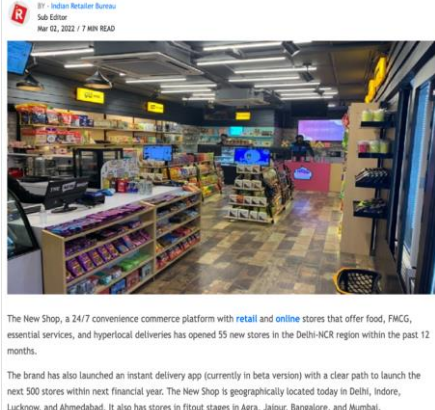 BY - Indian Retailer Bureau
Sub Editor
Mar 02, 2022 / 7 MIN READ
The New Shop, a 24/7 convenience commerce platform with retail and online stores that offer food, FMCG,
essential services, and hyperlocal deliveries has opened 55 new stores in the Delhi-NCR region within the past 12
months.
The brand has also launched an instant delivery app (currently in beta version) with a clear path to launch the
next 500 stores within next financial year. The New Shop is geographically located today in Delhi, Indore,
Lucknow, and Ahmedabad. It also has stores in fitout stages in Agra, Jaipur, Bangalore, and Mumbai.